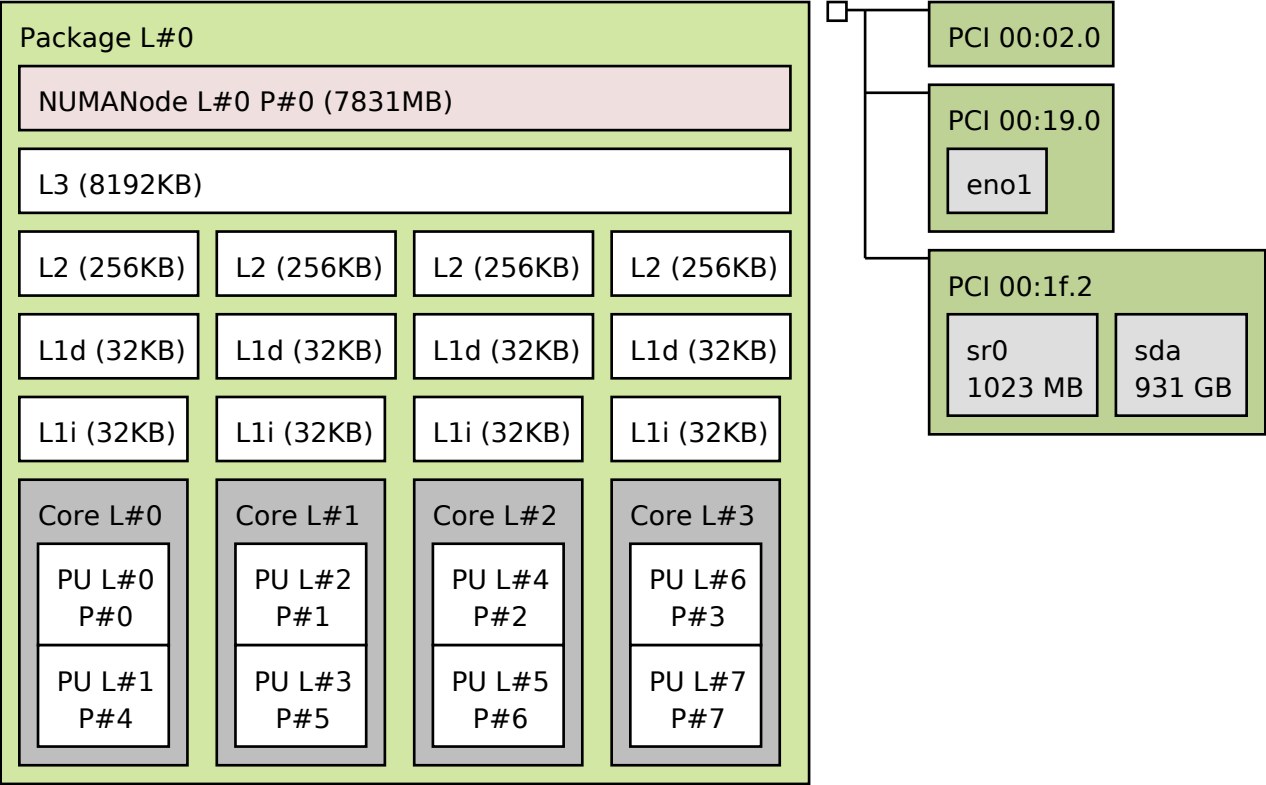 Package L#0
NUMANode L#0 P#0 (7831MB)
L3 (8192KB)
L2 (256KB)
L2 (256KB)
L2 (256KB)
L2 (256KB)
L1d (32KB)
L1d (32KB)
L1d (32KB)
L1d (32KB)
L1i (32KB)
L1i (32KB)
L1i (32KB)
L1i (32KB)
Core L#0
PU L#0
P#0
PU L#1
P#4
Core L#1
PU L#2
P#1
PU L#3
P#5
Core L#2
PU L#4
P#2
PU L#5
P#6
Core L#3
PU L#6
P#3
PU L#7
P#7
PCI 00:02.0
PCI 00:19.0
eno1
PCI 00:1f.2
sr0
1023 MB
sda
931 GB